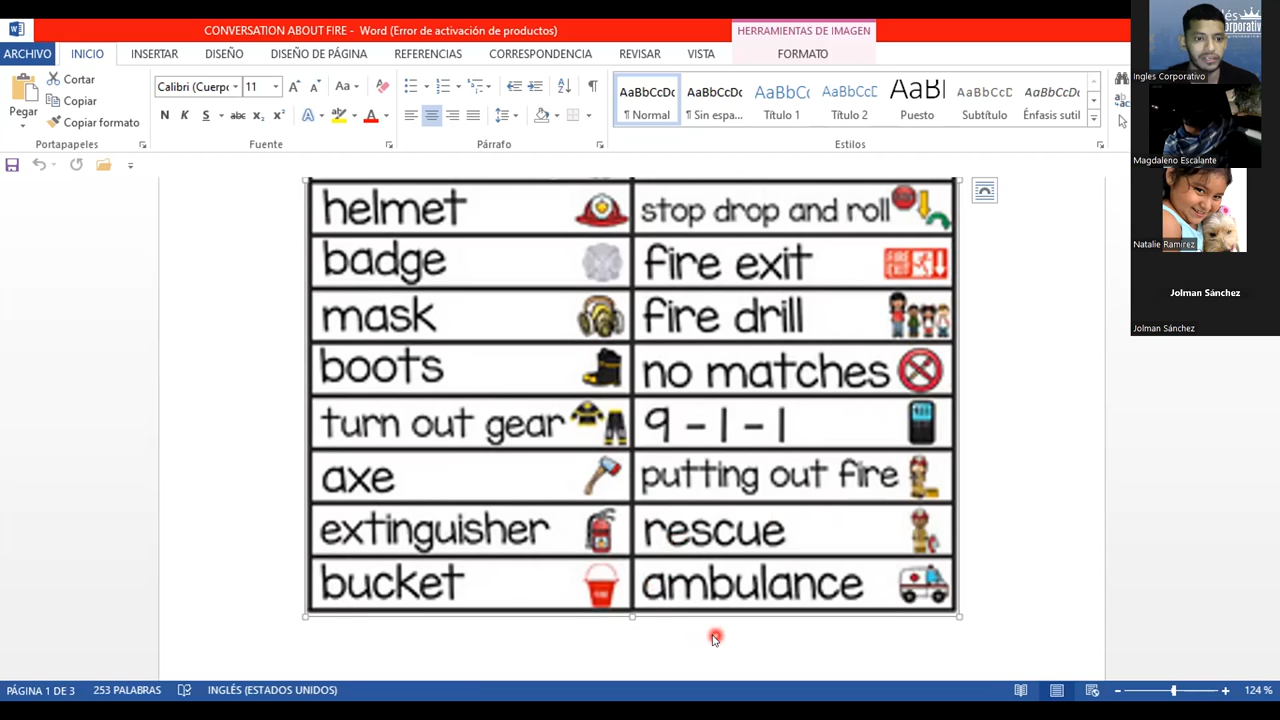 CONVERSATION ABOUT FIRE - Word (Error de activación de productos)
HERRAMIENTAS DE IMAGEN
ARCHIVO INICIO INSERTAR DISEÑO DISEÑO DE PÁGINA REFERENCIAS CORRESPONDENCIA REVISAR VISTA FORMATO
Pegar
Cortar
Copiar
Copiar formato
Portapapeles
Calibri (Cuerpo 11
N K S abc x₂ x²
Fuente
Párrafo
AaBbCcDc AaBbCcDc AaBbCc AaBbCcD AaBl AaBbCcD AaBbCcDc
¶ Normal ¶ Sin espa... Título 1 Título 2 Puesto Subtítulo Énfasis sutil
Estilos
helmet stop drop and roll
badge fire exit
FIRE EXIT
mask fire drill
boots no matches
turn out gear 9 - 1 - 1
axe putting out fire
extinguisher rescue
bucket ambulance
Ingles Corporativo
Magdaleno Escalante
Natalie Ramirez
Jolman Sánchez
Jolman Sánchez
PÁGINA 1 DE 3 253 PALABRAS INGLÉS (ESTADOS UNIDOS) 124 %